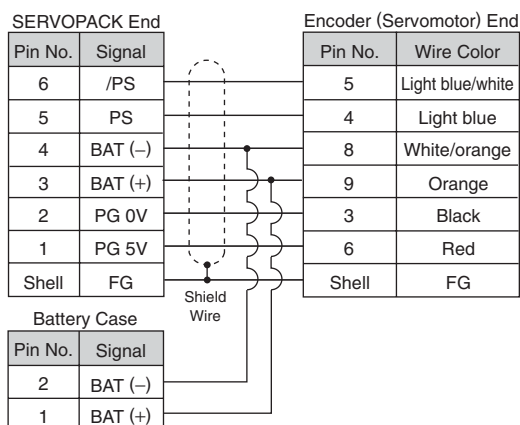 SERVOPACK End
Encoder (Servomotor) End
Pin No. Signal
Pin No. Wire Color
6 /PS
5 Light blue/white
5 PS
4 Light blue
4 BAT (–)
8 White/orange
3 BAT (+)
9 Orange
2 PG 0V
3 Black
1 PG 5V
6 Red
Shell FG
Shell FG
Shield
Wire
Battery Case
Pin No. Signal
2 BAT (–)
1 BAT (+)